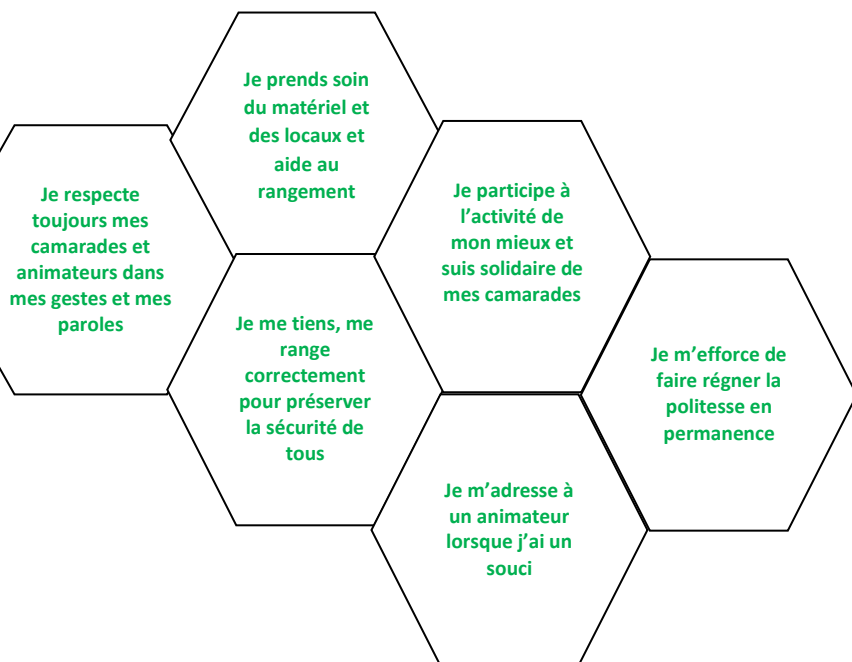 Je prends soin
du matériel et
des locaux et
aide au
rangement
Je respecte
toujours mes
camarades et
animateurs dans
mes gestes et mes
paroles
Je participe à
l’activité de
mon mieux et
suis solidaire de
mes camarades
Je me tiens, me
range
correctement
pour préserver
la sécurité de
tous
Je m’efforce de
faire régner la
politesse en
permanence
Je m’adresse à
un animateur
lorsque j’ai un
souci